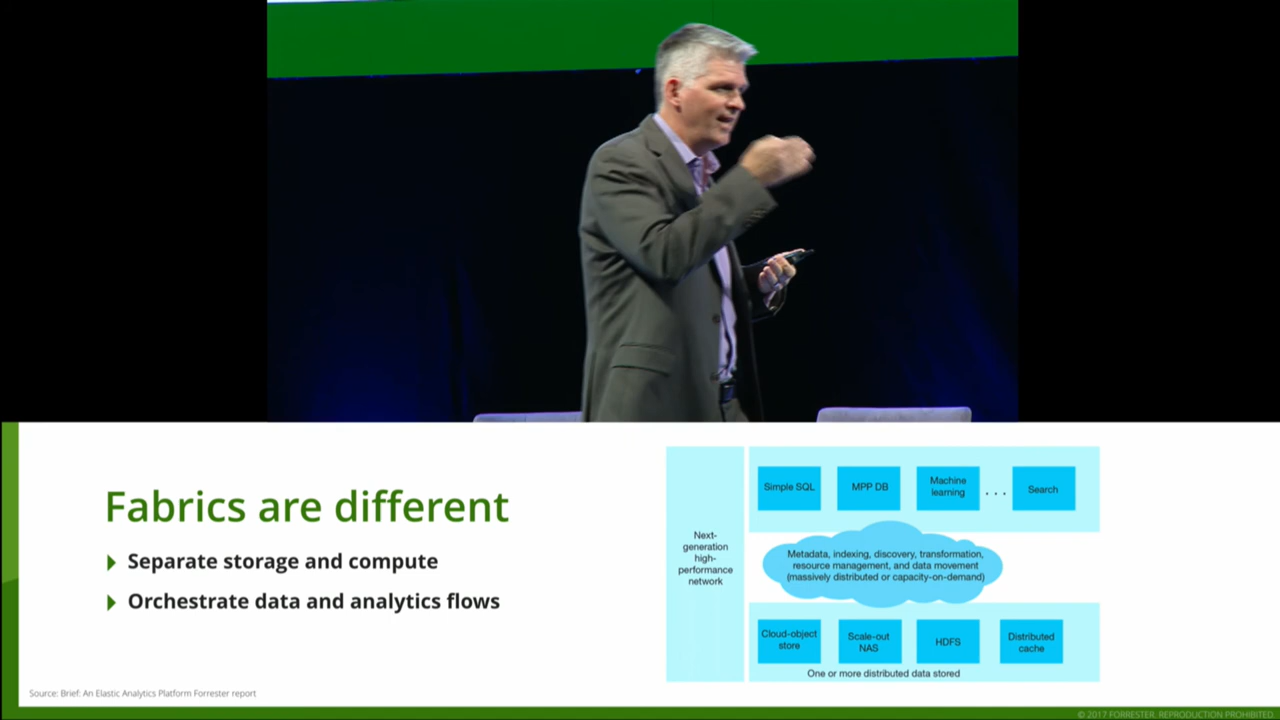 Fabrics are different
Separate storage and compute
Orchestrate data and analytics flows
Source: Brief: An Elastic Analytics Platform Forrester report
Next-
generation
high-
performance
network
Simple SQL
MPP DB
Machine
learning
. . .
Search
Metadata, indexing, discovery, transformation,
resource management, and data movement
(massively distributed or capacity-on-demand)
Cloud-object
store
Scale-out
NAS
HDFS
Distributed
cache
One or more distributed data stored
© 2017 FORRESTER. REPRODUCTION PROHIBITED.